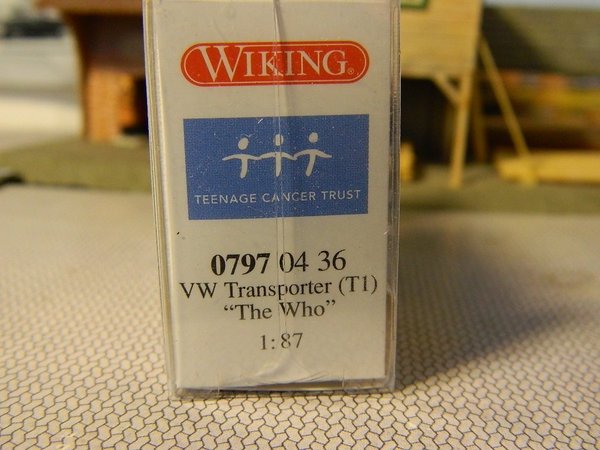 WIKING®
TEENAGE CANCER TRUST
0797 04 36
VW Transporter (T1)
“The Who”
1:87